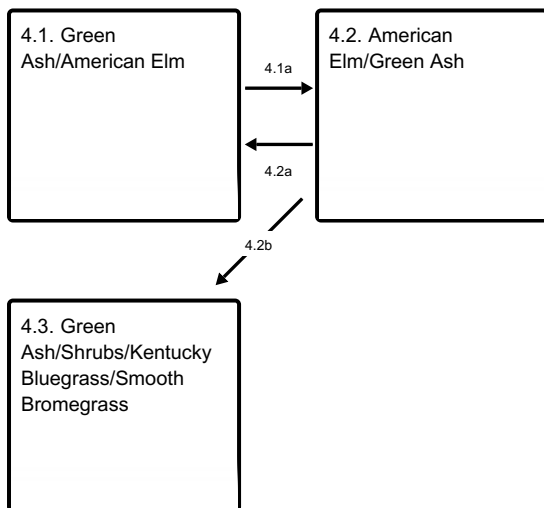 4.1. Green
Ash/American Elm
4.1a
4.2. American
Elm/Green Ash
4.2a
4.2b
4.3. Green
Ash/Shrubs/Kentucky
Bluegrass/Smooth
Bromegrass